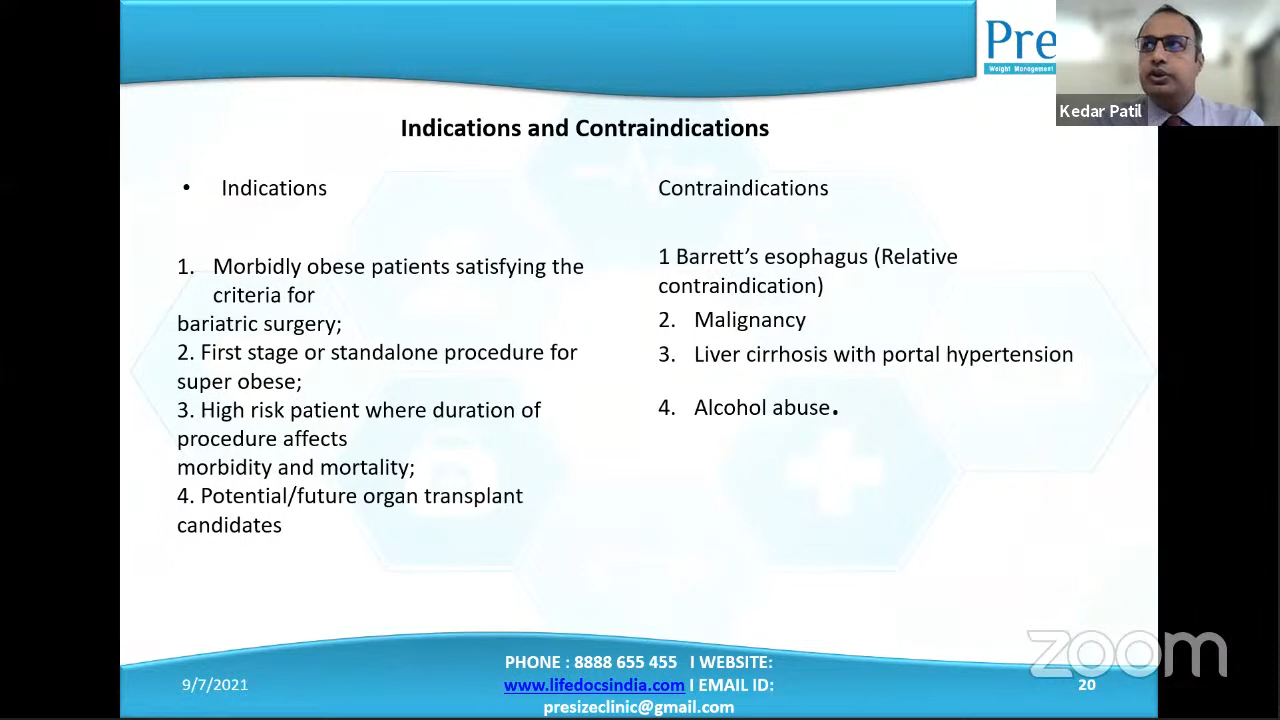 Pre
Weight Management
Kedar Patil
Indications and Contraindications
• Indications
1. Morbidly obese patients satisfying the
criteria for
bariatric surgery;
2. First stage or standalone procedure for
super obese;
3. High risk patient where duration of
procedure affects
morbidity and mortality;
4. Potential/future organ transplant
candidates
Contraindications
1 Barrett’s esophagus (Relative
contraindication)
2. Malignancy
3. Liver cirrhosis with portal hypertension
4. Alcohol abuse.
zoom
9/7/2021
PHONE : 8888 655 455 I WEBSITE:
www.lifedocsindia.com I EMAIL ID:
presizeclinic@gmail.com
20